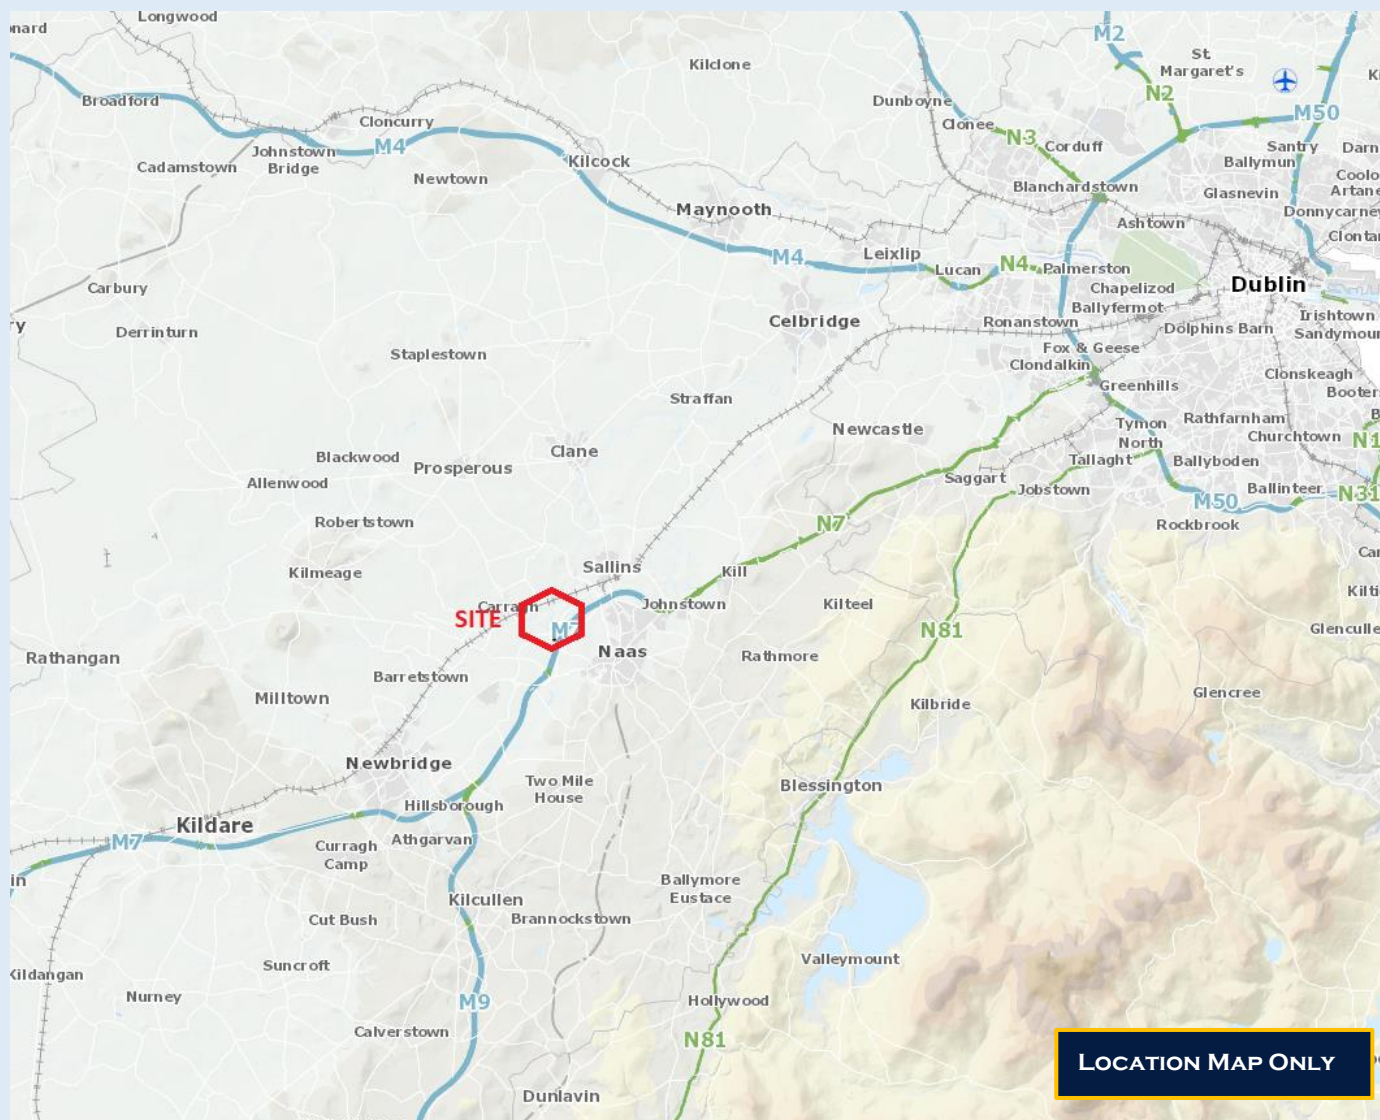 Longwood
M2
St.
Margaret's
Kilclone
N2
Broadford
Dunboyne
M50
Cloncurry
Clonee
N3
M4
Corduff
Santry
Johnstown
Bridge
Kilcock
Ballymun
Cadamstown
Newtown
Blanchardstown
Glasnevin
Maynooth
Donnycarney
Ashtown
M4
Leixlip
Lucan
N4
Palmerston
Dublin
Carbury
Chapelizod
Ballyfermot
Celbridge
Ronanstown
Irishtown
Derrinturn
Dolphins Barn
Staplestown
Fox & Geese
Clondalkin
Clonskeagh
Greenhills
Straffan
Rathfarnham
Newcastle
Tymon
North
Churchtown
Clane
Blackwood
Prosperous
Tallaght
Ballyboden
Allenwood
Saggart
Jobstown
Ballinteer
N31
M50
Robertstown
N7
Rockbrook
Sallins
Kilmeage
Kill
Carragh
Johnstown
Kilteel
SITE
M7
N81
Naas
Rathmore
Rathangan
Barretstown
Milltown
Glencree
Kilbride
Newbridge
Two Mile
House
Blessington
Hillsborough
Kildare
M7
Athgarvan
Curragh
Camp
Ballymore
Eustace
Kilcullen
Cut Bush
Brannockstown
Valleymount
Suncroft
Kildangan
Nurney
M9
Hollywood
Calverstown
N81
LOCATION MAP ONLY
Dunlavin